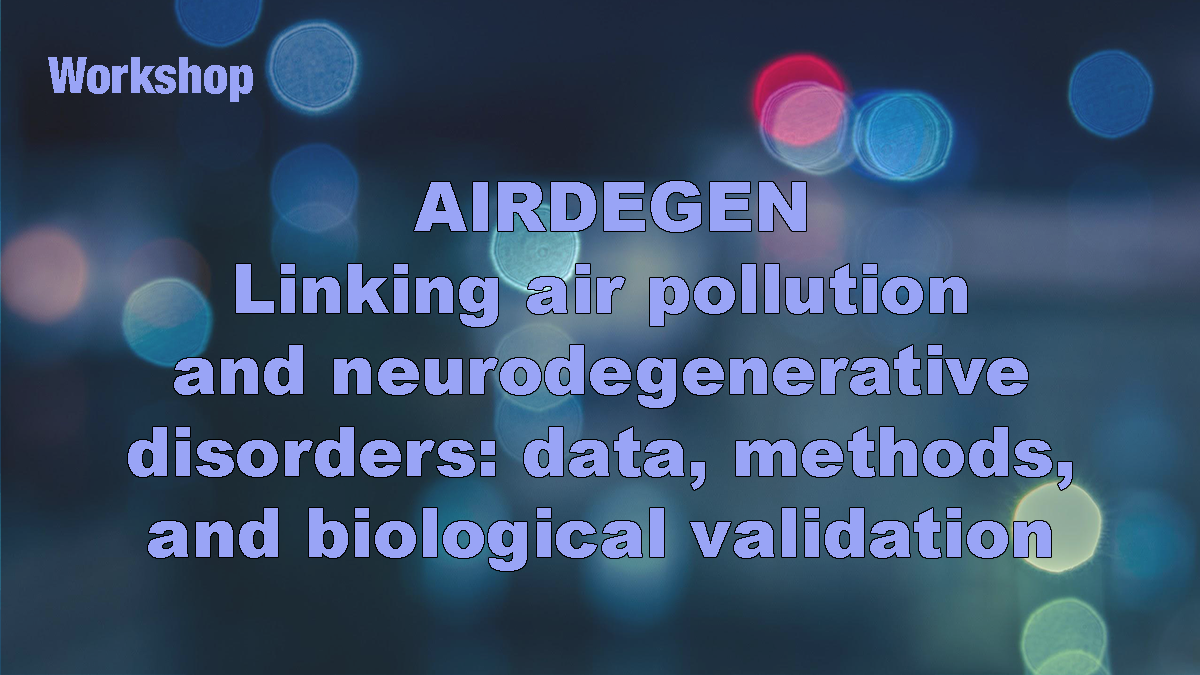 Workshop
AIRDEGEN
Linking air pollution
and neurodegenerative
disorders: data, methods,
and biological validation